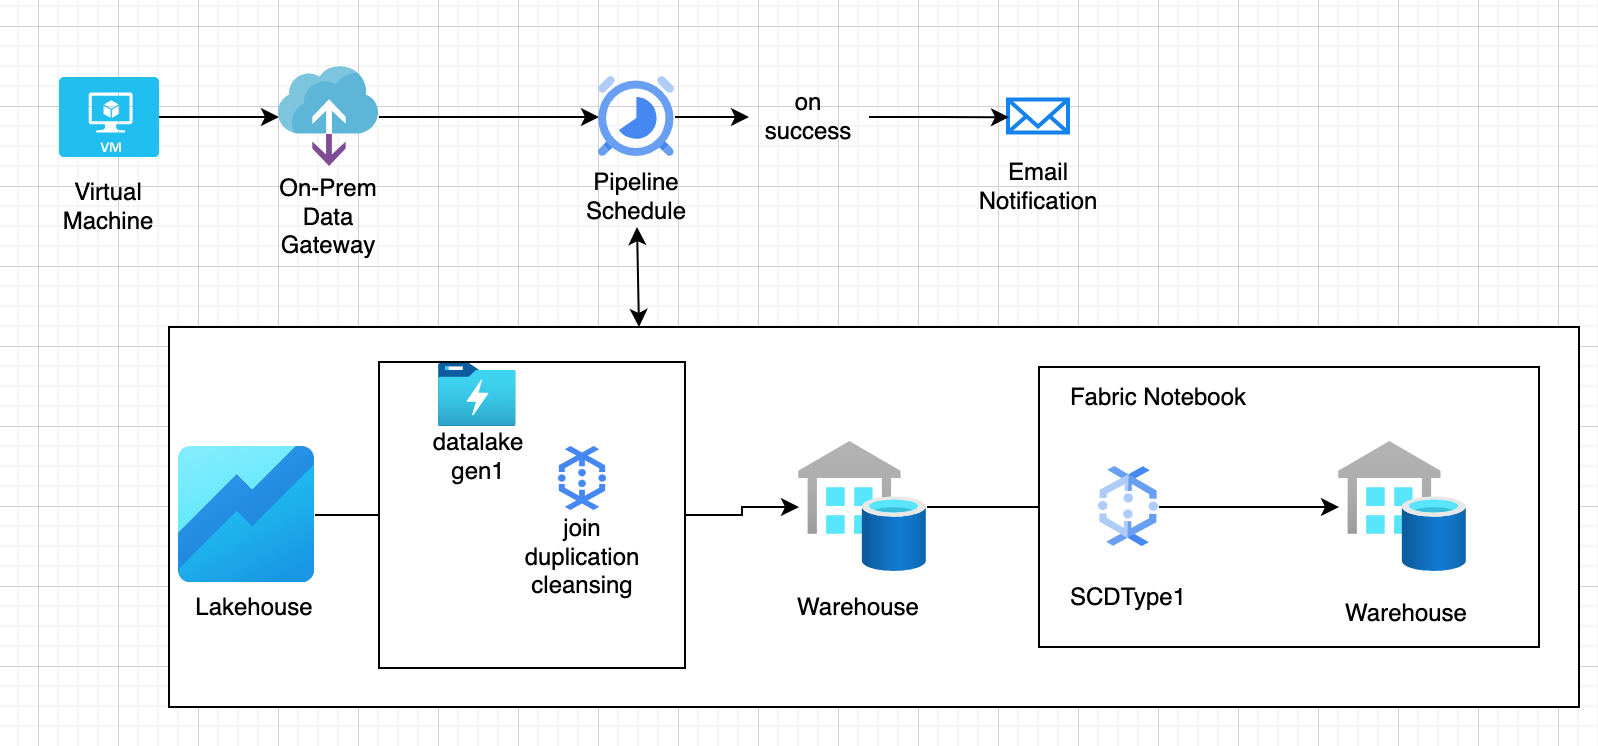 VM
Virtual
Machine
On-Prem
Data
Gateway
Pipeline
Schedule
on
success
Email
Notification
Lakehouse
datalake
gen1
join
duplication
cleansing
Warehouse
Fabric Notebook
SCDType1
Warehouse